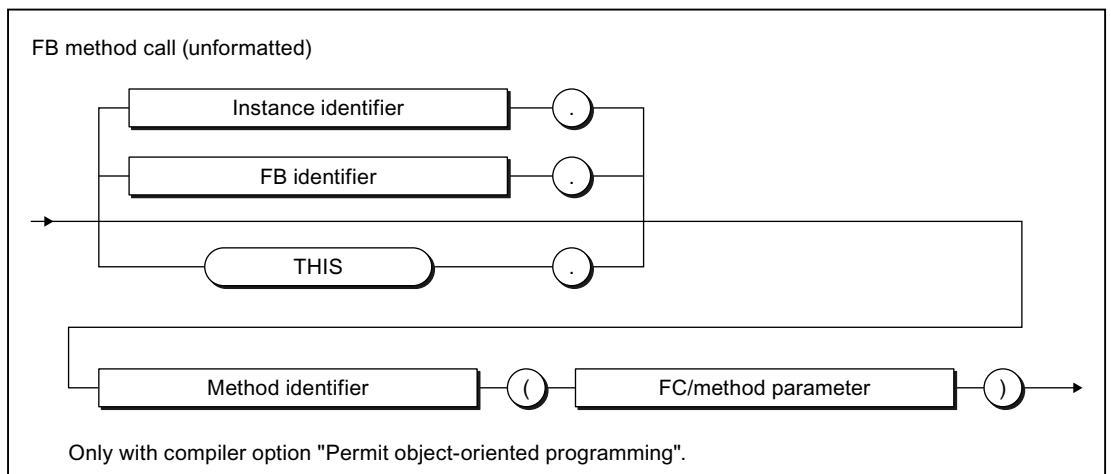 FB method call (unformatted)
Instance identifier .
FB identifier .
THIS .
Method identifier ( FC/method parameter )
Only with compiler option "Permit object-oriented programming".